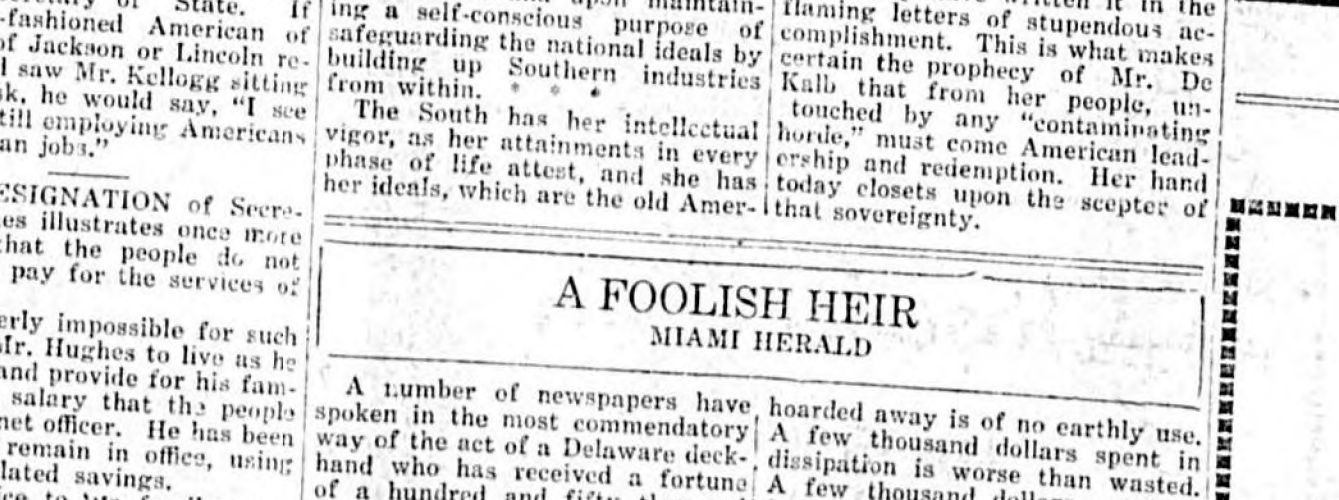 State. If
-fashioned American of
of Jackson or Lincoln re-
I saw Mr. Kellogg sitting
sk, he would say, "I see
till employing Americans
an jobs."
ESIGNATION of Secre-
es illustrates once more
that the people do not
pay for the services of
erly impossible for such
Mr. Hughes to live as he
and provide for his fam-
salary that the people
net officer. He has been
remain in office, using
lated savings.
ing a self-conscious purpose of
safeguarding the national ideals by
building up Southern industries
from within. * * *
The South has her intellectual
vigor, as her attainments in every
phase of life attest, and she has
her ideals, which are the old Amer-
flaming letters of stupendous ac-
complishment. This is what makes
certain the prophecy of Mr. De
Kalb that from her people, un-
touched by any "contaminating
horde," must come American lead-
ership and redemption. Her hand
today closets upon the scepter of
that sovereignty.
A FOOLISH HEIR
MIAMI HERALD
A number of newspapers have
spoken in the most commendatory
way of the act of a Delaware deck-
hand who has received a fortune
of a hundred and fifty
hoarded away is of no earthly use.
A few thousand dollars spent in
dissipation is worse than wasted.
A few thousand